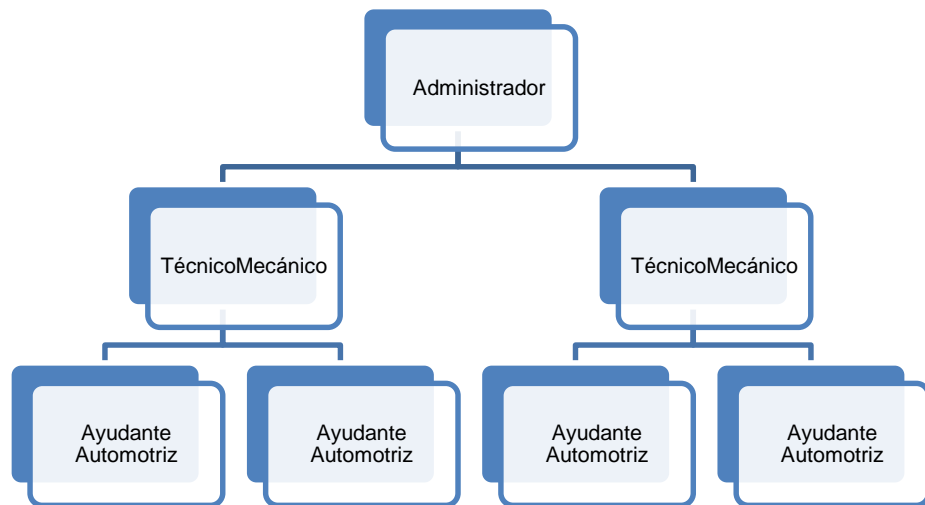 Administrador
TécnicoMecánico
TécnicoMecánico
Ayudante
Automotriz
Ayudante
Automotriz
Ayudante
Automotriz
Ayudante
Automotriz